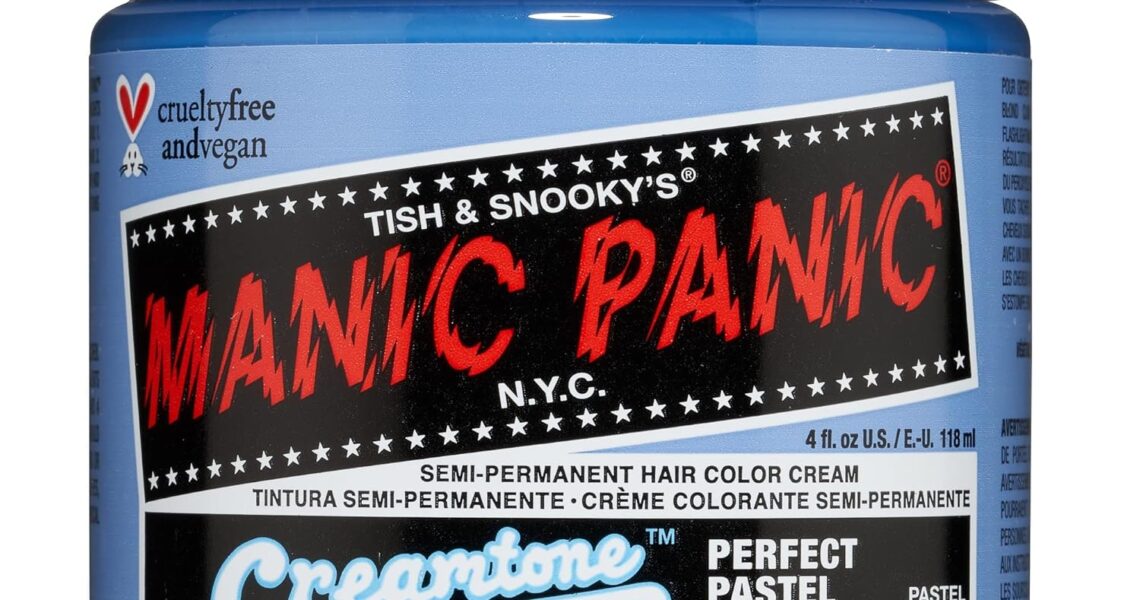 crueltyfree
andvegan
TISH & SNOOKY'S®
MANIC PANIC®
N.Y.C.
4 fl. oz U.S. / E.-U. 118 ml
SEMI-PERMANENT HAIR COLOR CREAM
TINTURA SEMI-PERMANENTE • CRÈME COLORANTE SEMI-PERMANENTE
Creamtone™
PERFECT
PASTEL
PASTEL